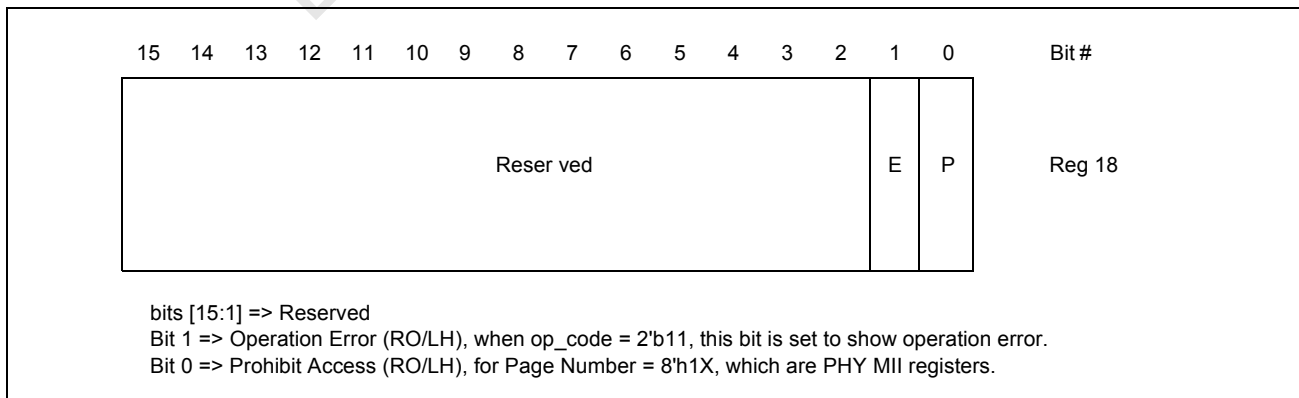 15 14 13 12 11 10 9 8 7 6 5 4 3 2 1 0 Bit #
Reser ved E P Reg 18
bits [15:1] => Reserved
Bit 1 => Operation Error (RO/LH), when op_code = 2'b11, this bit is set to show operation error.
Bit 0 => Prohibit Access (RO/LH), for Page Number = 8'h1X, which are PHY MII registers.